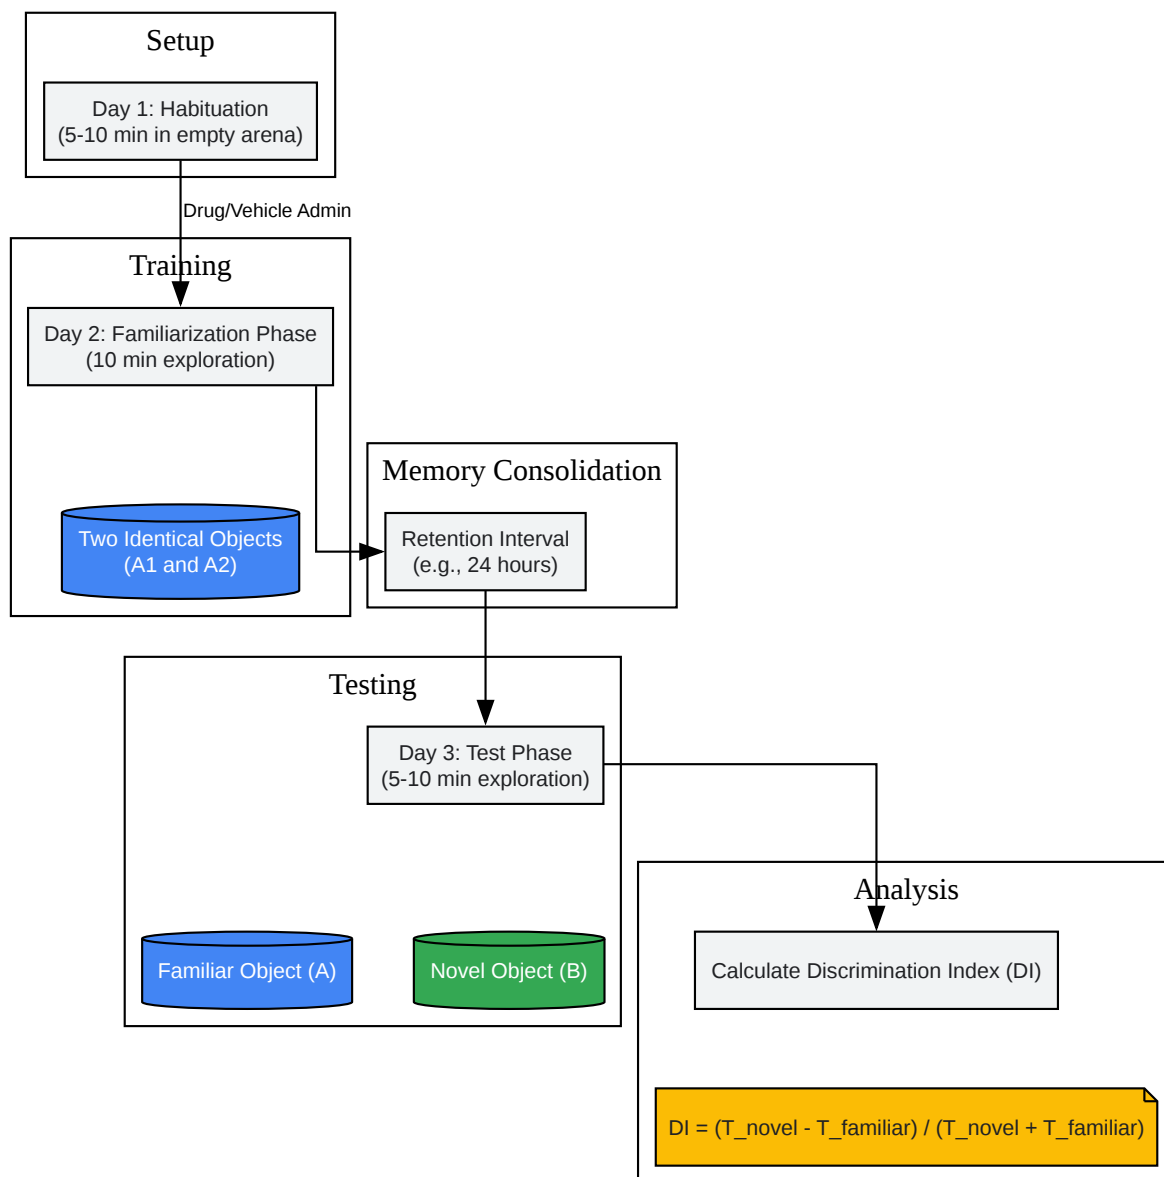 Setup
Day 1: Habituation
(5-10 min in empty arena)
Drug/Vehicle Admin
Training
Day 2: Familiarization Phase
(10 min exploration)
Two Identical Objects
(A1 and A2)
Memory Consolidation
Retention Interval
(e.g., 24 hours)
Testing
Day 3: Test Phase
(5-10 min exploration)
Familiar Object (A)
Novel Object (B)
Analysis
Calculate Discrimination Index (DI)
DI = (T_novel - T_familiar) / (T_novel + T_familiar)